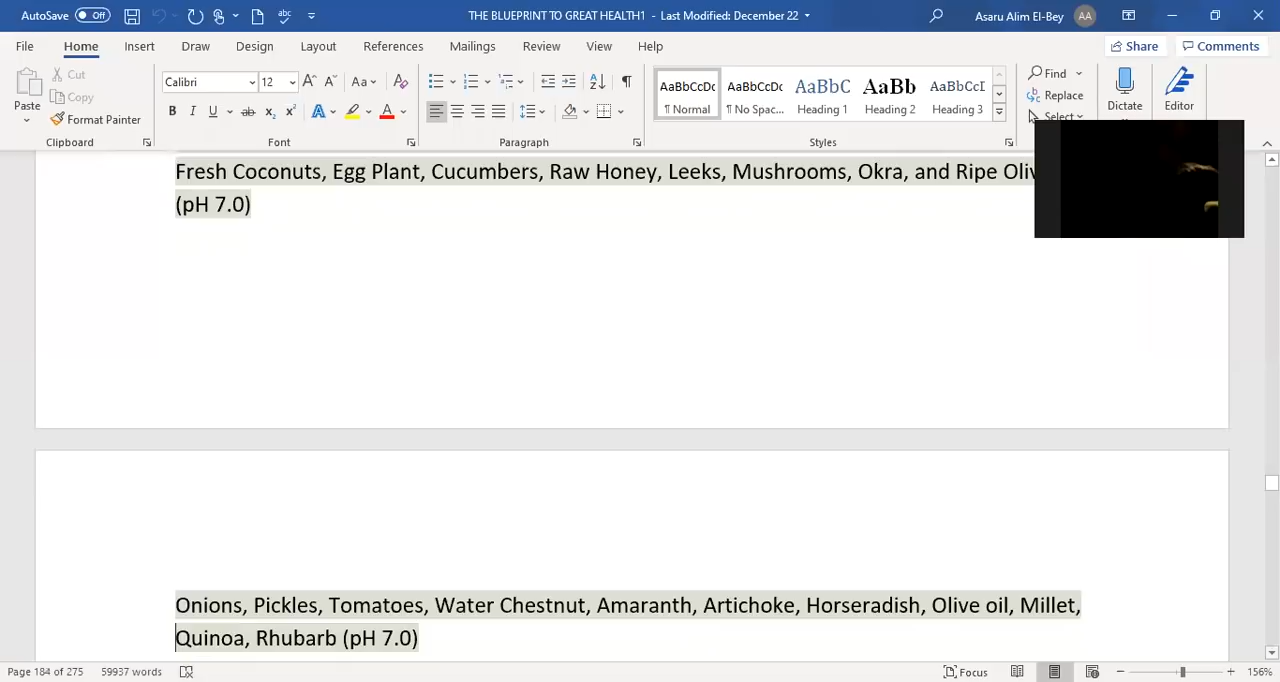 AutoSave Off THE BLUEPRINT TO GREAT HEALTH1 - Last Modified: December 22 Asaru Alim El-Bey AA
File Home Insert Draw Design Layout References Mailings Review View Help Share Comments
Paste Cut Copy Format Painter
Calibri 12 Aa
AaBbCcDc AaBbCcDc AaBbC AaBb AaBbCcI
¶ Normal ¶ No Spac... Heading 1 Heading 2 Heading 3
Find Replace Select
Dictate Editor
Clipboard Font Paragraph Styles
Fresh Coconuts, Egg Plant, Cucumbers, Raw Honey, Leeks, Mushrooms, Okra, and Ripe
(pH 7.0)
Onions, Pickles, Tomatoes, Water Chestnut, Amaranth, Artichoke, Horseradish, Olive oil, Millet,
Quinoa, Rhubarb (pH 7.0)
Page 184 of 275 59937 words Focus 156%